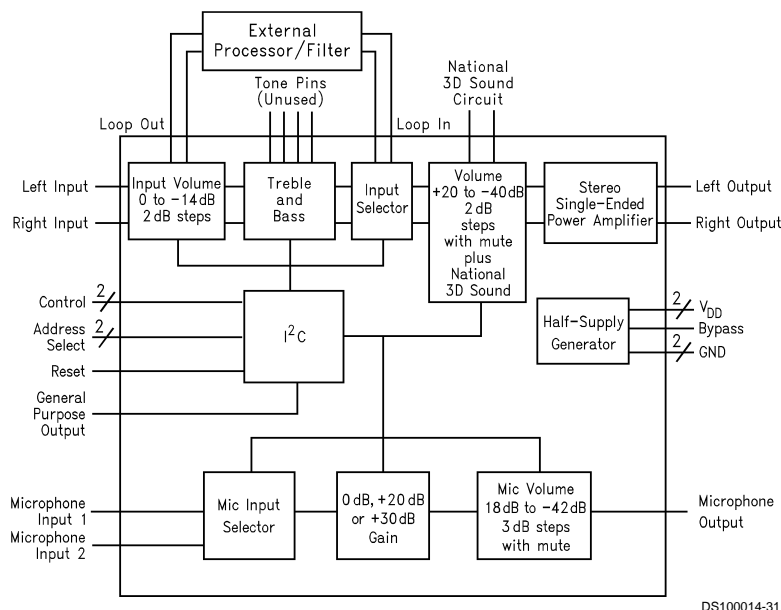 External
Processor/Filter
Tone Pins
(Unused)
National
3D Sound
Circuit
Loop Out
Loop In
Left Input
Right Input
Input Volume
0 to -14dB
2dB steps
Treble
and
Bass
Input
Selector
Volume
+20 to -40dB
2dB
steps
with mute
plus
National
3D Sound
Stereo
Single-Ended
Power Amplifier
Left Output
Right Output
Control
2
Address
Select
2
Reset
General
Purpose
Output
I²C
Half-Supply
Generator
2
VDD
Bypass
2
GND
Microphone
Input 1
Microphone
Input 2
Mic Input
Selector
0dB, +20dB
or +30dB
Gain
Mic Volume
18dB to -42dB
3dB steps
with mute
Microphone
Output
DS100014-31